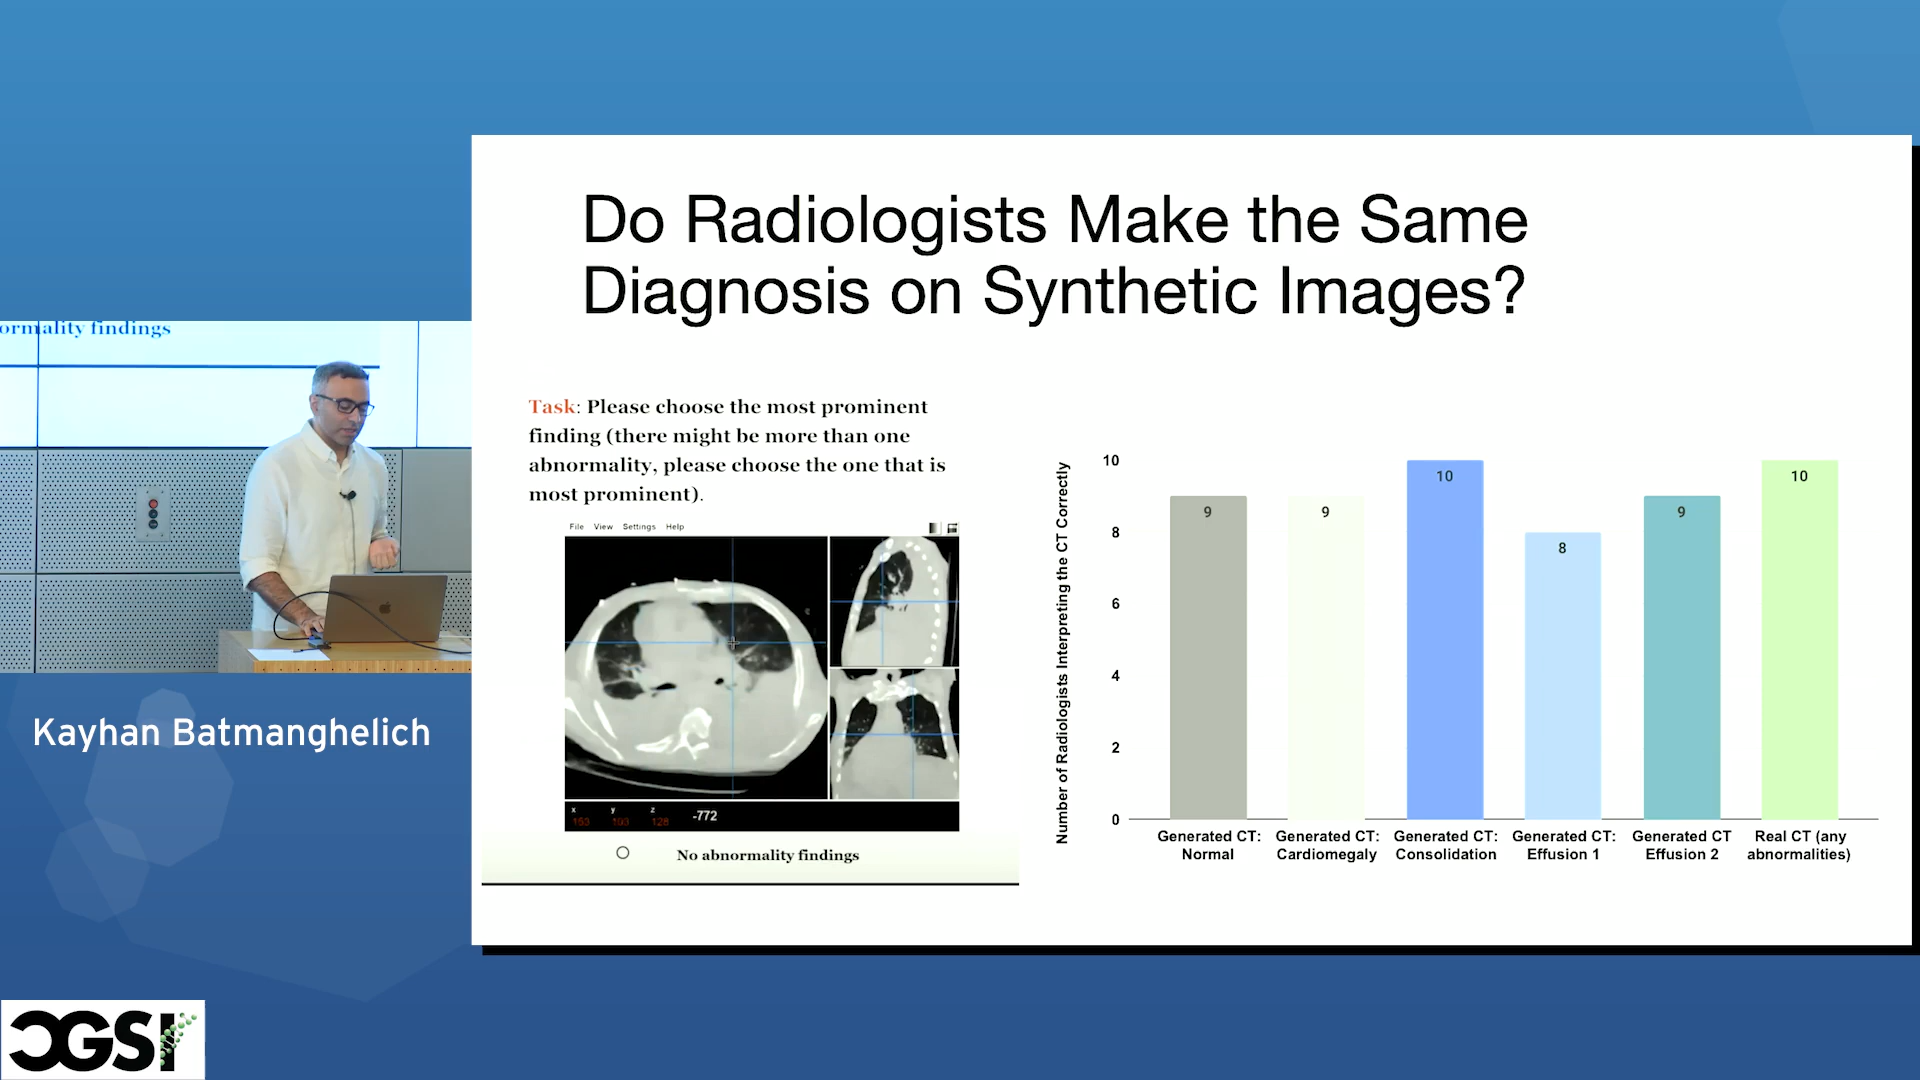 Do Radiologists Make the Same
Diagnosis on Synthetic Images?
ormality findings
Task: Please choose the most prominent
finding (there might be more than one
abnormality, please choose the one that is
most prominent).
File View Settings Help
x y z
153 193 128 -772
No abnormality findings
Number of Radiologists Interpreting the CT Correctly
10
8
6
4
2
0
9
9
10
8
9
10
Generated CT:
Normal
Generated CT:
Cardiomegaly
Generated CT:
Consolidation
Generated CT:
Effusion 1
Generated CT
Effusion 2
Real CT (any
abnormalities)
Kayhan Batmanghelich
CGSI